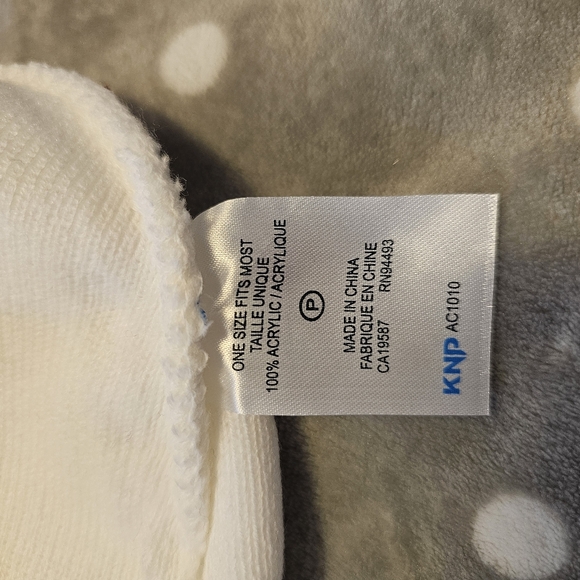 ONE SIZE FITS MOST
TAILLE UNIQUE
100% ACRYLIC / ACRYLIQUE
P
MADE IN CHINA
FABRIQUE EN CHINE
CA19587 RN94493
KNP AC1010